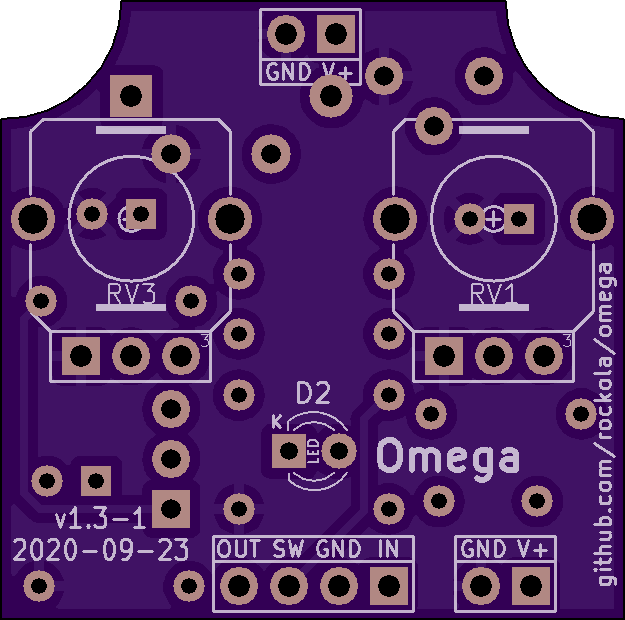 GND V+
RV3
RV1
3
3
D2
K
LED
Omega
github.com/rockola/omega
v1.3-1
2020-09-23
OUT SW GND IN
GND V+